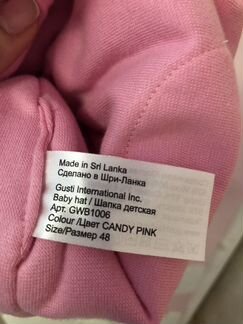 Made in Sri Lanka
Сделано в Шри-Ланка
Gusti International inc.
Baby hat / Шапка детская
Арт. GWB1006
Colour /Цвет CANDY PINK
Size/Размер 48